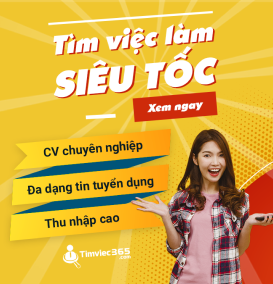 Tìm việc làm
SIÊU TỐC
Xem ngay
CV chuyên nghiệp
Đa dạng tin tuyển dụng
Thu nhập cao
Timviec365
.com